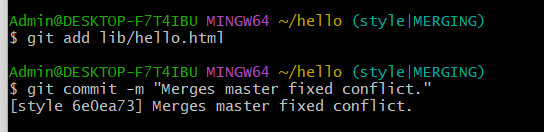 Admin@DESKTOP-F7T4IBU MINGW64 ~/hello (style|MERGING)
$ git add lib/hello.html
Admin@DESKTOP-F7T4IBU MINGW64 ~/hello (style|MERGING)
$ git commit -m "Merges master fixed conflict."
[style 6e0ea73] Merges master fixed conflict.